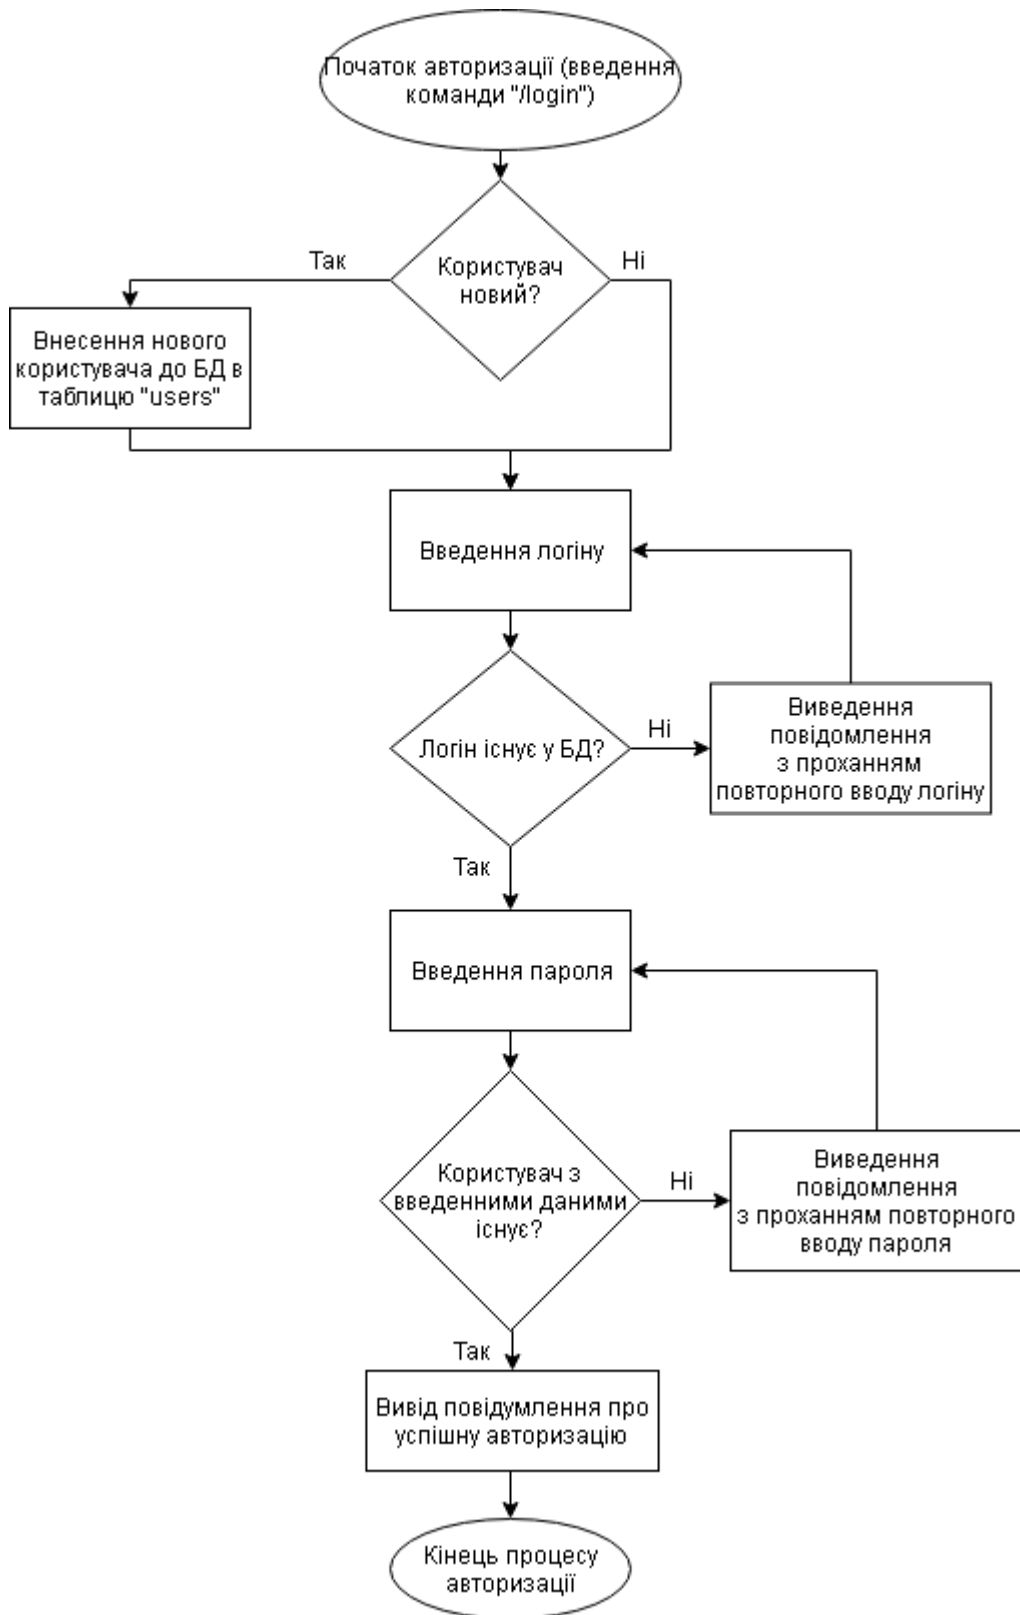 Початок авторизації (введення
команди "/login")
Користувач
новий?
Так
Ні
Внесення нового
користувача до БД в
таблицю "users"
Введення логіну
Логін існує у БД?
Ні
Виведення
повідомлення
з проханням
повторного вводу логіну
Так
Введення пароля
Користувач з
введенними даними
існує?
Ні
Виведення
повідомлення
з проханням повторного
вводу пароля
Так
Вивід повідумлення про
успішну авторизацію
Кінець процесу
авторизації